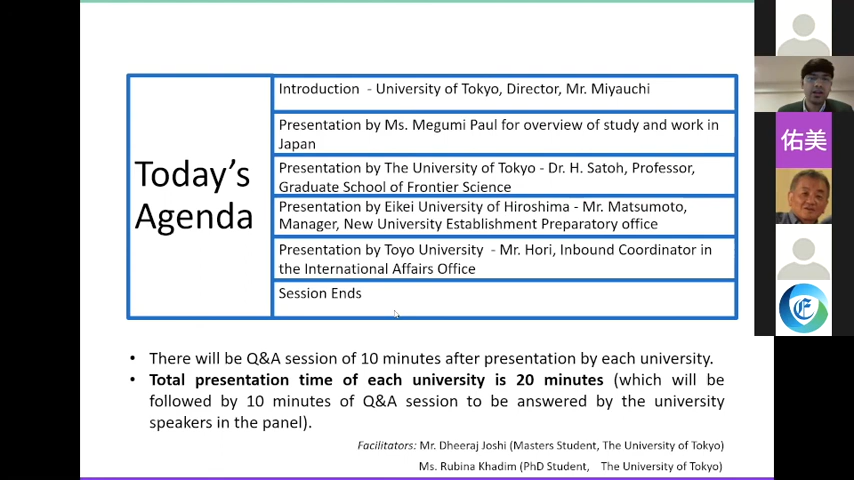 Today's
Agenda
Introduction - University of Tokyo, Director, Mr. Miyauchi
Presentation by Ms. Megumi Paul for overview of study and work in
Japan
Presentation by The University of Tokyo - Dr. H. Satoh, Professor,
Graduate School of Frontier Science
Presentation by Eikei University of Hiroshima - Mr. Matsumoto,
Manager, New University Establishment Preparatory office
Presentation by Toyo University - Mr. Hori, Inbound Coordinator in
the International Affairs Office
Session Ends
• There will be Q&A session of 10 minutes after presentation by each university.
• Total presentation time of each university is 20 minutes (which will be
followed by 10 minutes of Q&A session to be answered by the university
speakers in the panel).
Facilitators: Mr. Dheeraj Joshi (Masters Student, The University of Tokyo)
Ms. Rubina Khadim (PhD Student, The University of Tokyo)
佑美
E